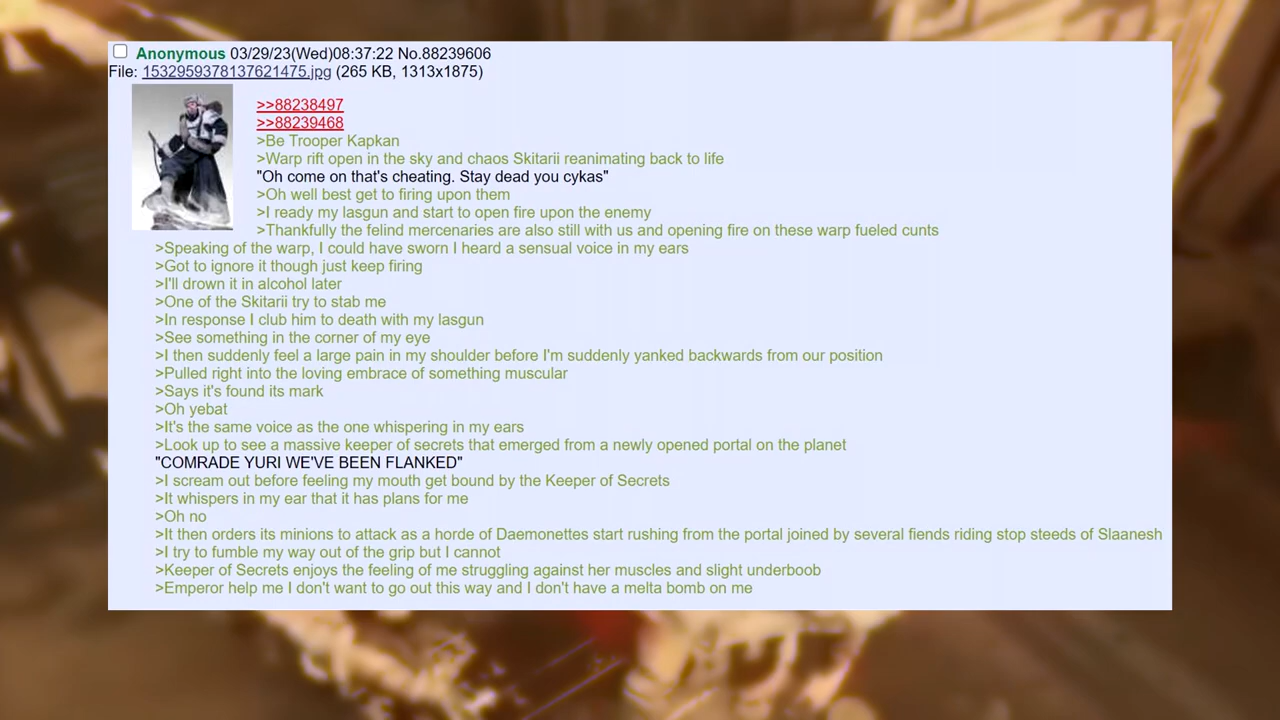 Anonymous 03/29/23(Wed)08:37:22 No.88239606
File: 1532959378137621475.jpg (265 KB, 1313x1875)
>>88238497
>>88239468
>Be Trooper Kapkan
>Warp rift open in the sky and chaos Skitarii reanimating back to life
"Oh come on that's cheating. Stay dead you cykas"
>Oh well best get to firing upon them
>I ready my lasgun and start to open fire upon the enemy
>Thankfully the felind mercenaries are also still with us and opening fire on these warp fueled cunts
>Speaking of the warp, I could have sworn I heard a sensual voice in my ears
>Got to ignore it though just keep firing
>I'll drown it in alcohol later
>One of the Skitarii try to stab me
>In response I club him to death with my lasgun
>See something in the corner of my eye
>I then suddenly feel a large pain in my shoulder before I'm suddenly yanked backwards from our position
>Pulled right into the loving embrace of something muscular
>Says it's found its mark
>Oh yebat
>It's the same voice as the one whispering in my ears
>Look up to see a massive keeper of secrets that emerged from a newly opened portal on the planet
"COMRADE YURI WE'VE BEEN FLANKED"
>I scream out before feeling my mouth get bound by the Keeper of Secrets
>It whispers in my ear that it has plans for me
>Oh no
>It then orders its minions to attack as a horde of Daemonettes start rushing from the portal joined by several fiends riding stop steeds of Slaanesh
>I try to fumble my way out of the grip but I cannot
>Keeper of Secrets enjoys the feeling of me struggling against her muscles and slight underboob
>Emperor help me I don't want to go out this way and I don't have a melta bomb on me